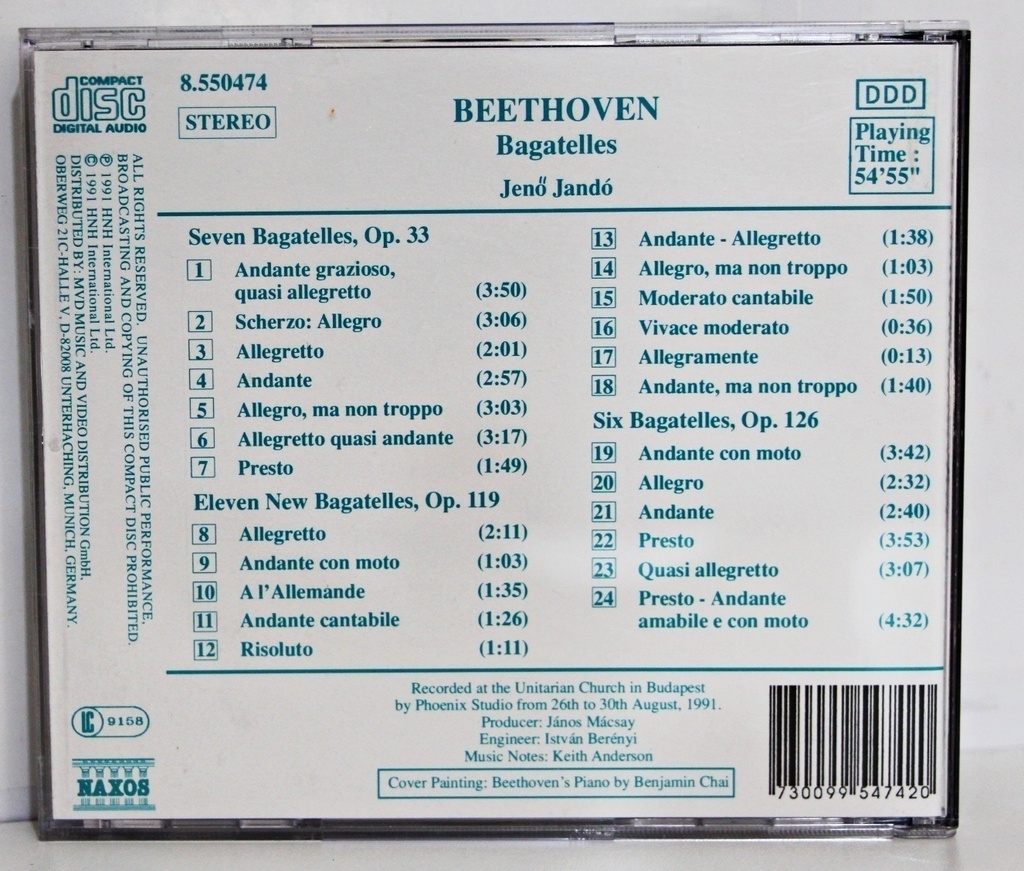 COMPACT
disc
DIGITAL AUDIO
8.550474
STEREO
BEETHOVEN
Bagatelles
Jenő Jandó
DDD
Playing
Time :
54'55"
ALL RIGHTS RESERVED. UNAUTHORISED PUBLIC PERFORMANCE,
BROADCASTING AND COPYING OF THIS COMPACT DISC PROHIBITED.
℗ 1991 HNH International Ltd.
© 1991 HNH International Ltd.
DISTRIBUTED BY: MVD MUSIC AND VIDEO DISTRIBUTION GmbH,
OBERWEG 21C-HALLE V, D-82008 UNTERHACHING, MUNICH, GERMANY.
Seven Bagatelles, Op. 33
1 Andante grazioso,
quasi allegretto (3:50)
2 Scherzo: Allegro (3:06)
3 Allegretto (2:01)
4 Andante (2:57)
5 Allegro, ma non troppo (3:03)
6 Allegretto quasi andante (3:17)
7 Presto (1:49)
Eleven New Bagatelles, Op. 119
8 Allegretto (2:11)
9 Andante con moto (1:03)
10 A l'Allemande (1:35)
11 Andante cantabile (1:26)
12 Risoluto (1:11)
13 Andante - Allegretto (1:38)
14 Allegro, ma non troppo (1:03)
15 Moderato cantabile (1:50)
16 Vivace moderato (0:36)
17 Allegramente (0:13)
18 Andante, ma non troppo (1:40)
Six Bagatelles, Op. 126
19 Andante con moto (3:42)
20 Allegro (2:32)
21 Andante (2:40)
22 Presto (3:53)
23 Quasi allegretto (3:07)
24 Presto - Andante
amabile e con moto (4:32)
Recorded at the Unitarian Church in Budapest
by Phoenix Studio from 26th to 30th August, 1991.
Producer: János Mácsay
Engineer: István Berényi
Music Notes: Keith Anderson
Cover Painting: Beethoven's Piano by Benjamin Chai
LC 9158
NAXOS
730099 547420